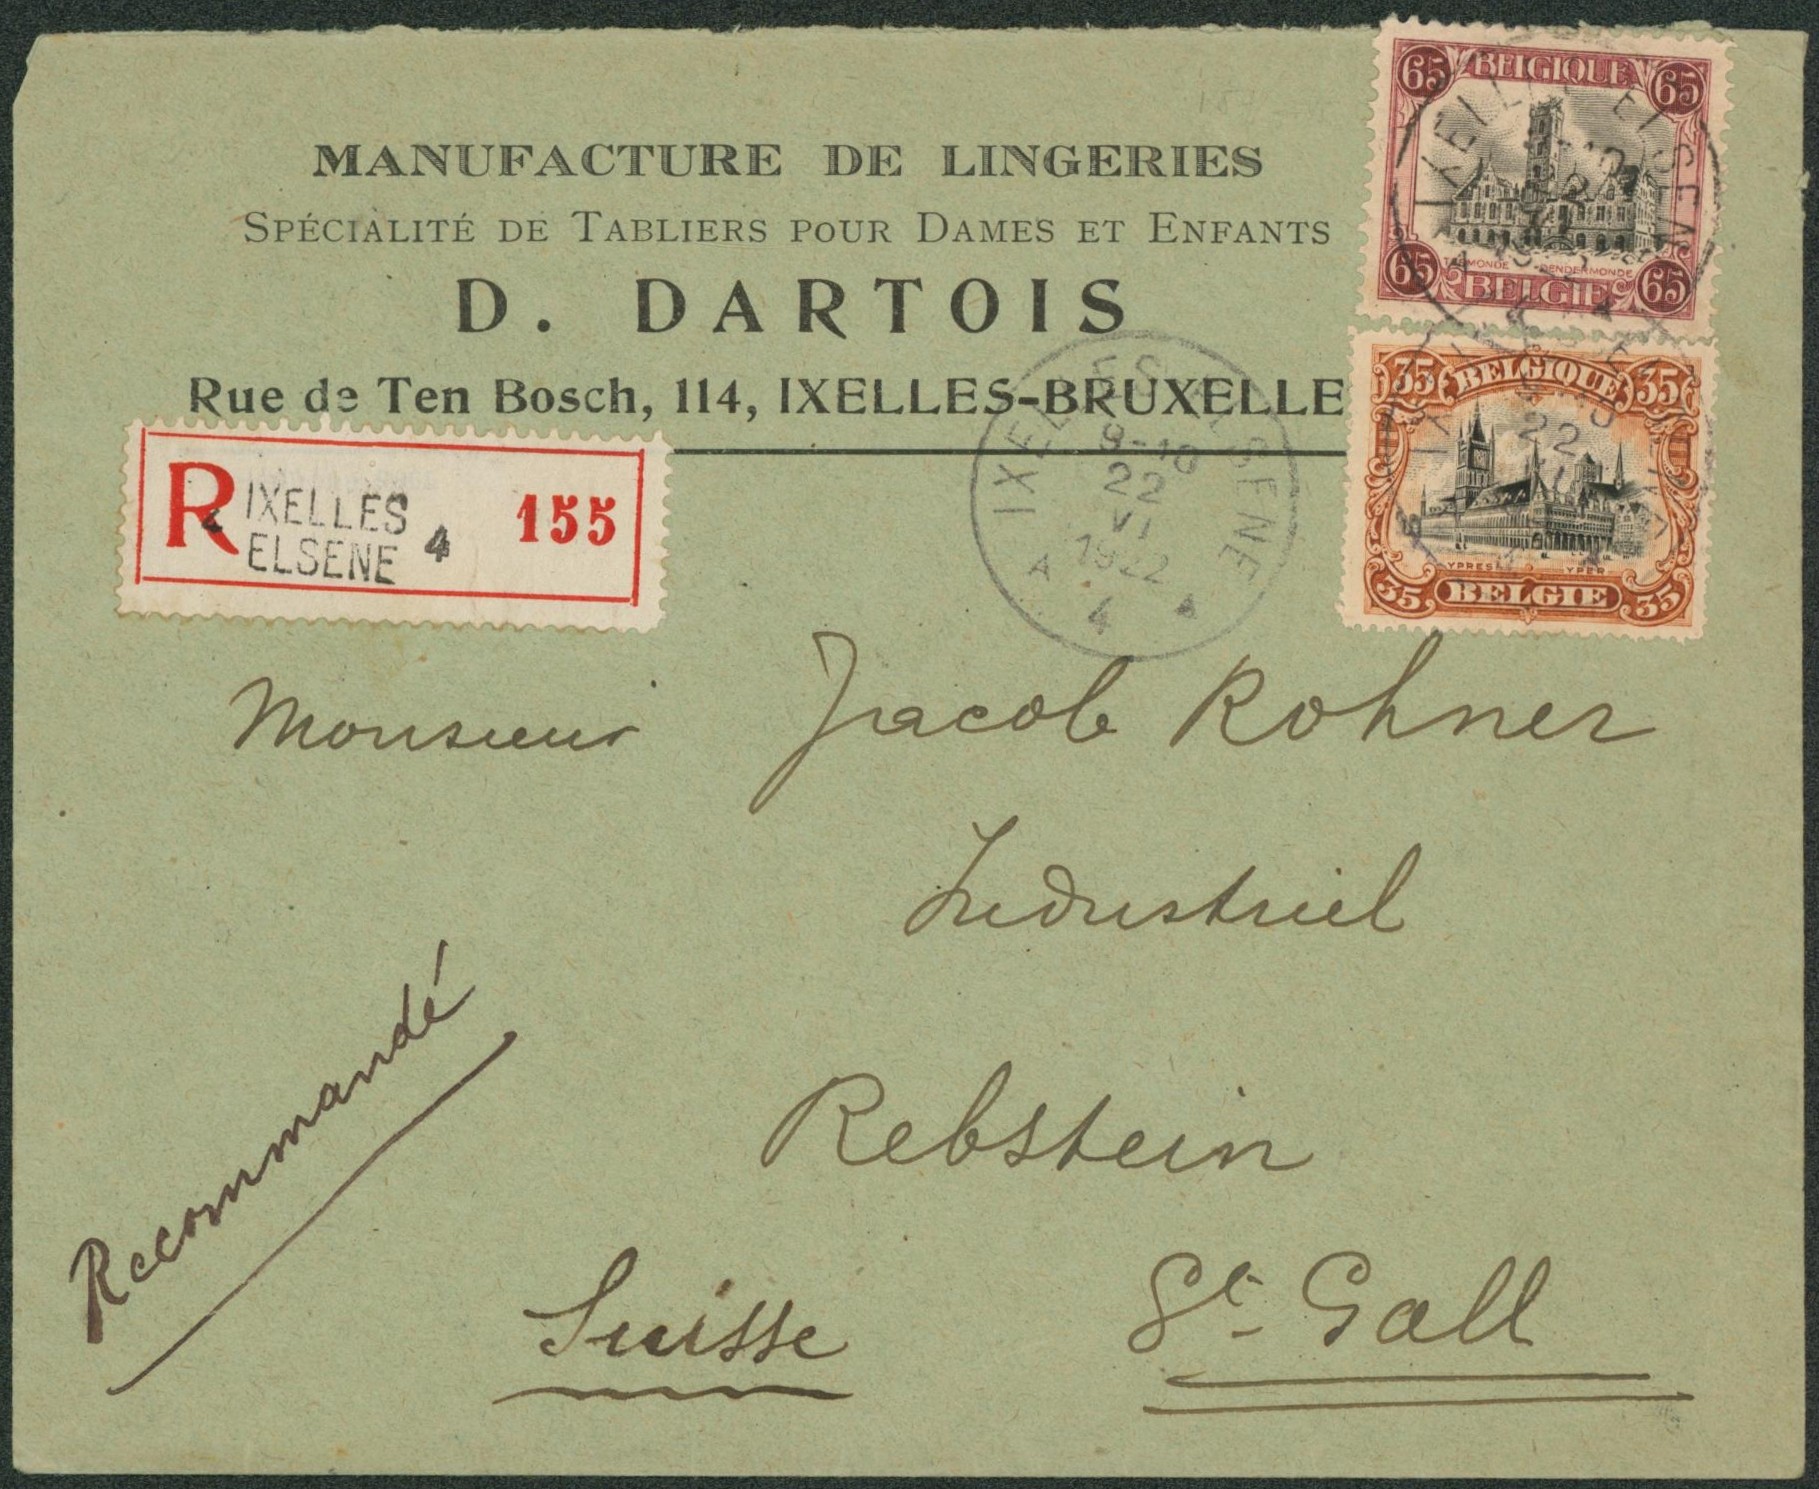 MANUFACTURE DE LINGERIES
SPÉCIALITÉ DE TABLIERS POUR DAMES ET ENFANTS
D. DARTOIS
Rue de Ten Bosch, 114, IXELLES-BRUXELLE
65 BELGIQUE 65
TERMONDE DENDERMONDE
65 BELGIË 65
35 BELGIQUE 35
YPRES YPER
35 BELGIE 35
R IXELLES
ELSENE 4 155
IXELLES ELSENE
9-10
22
VI
1922
A 4 A
Monsieur Jacob Rohner
Industriel
Rebstein
St. Gall
Suisse
Recommandé